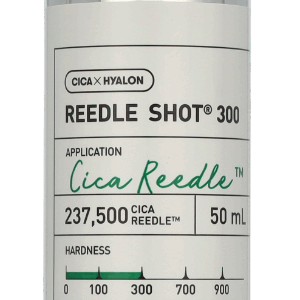 CICA × HYALON
REEDLE SHOT® 300
APPLICATION
Cica Reedle™
237,500 CICA REEDLE™ 50 mL
HARDNESS
0 100 300 700 900